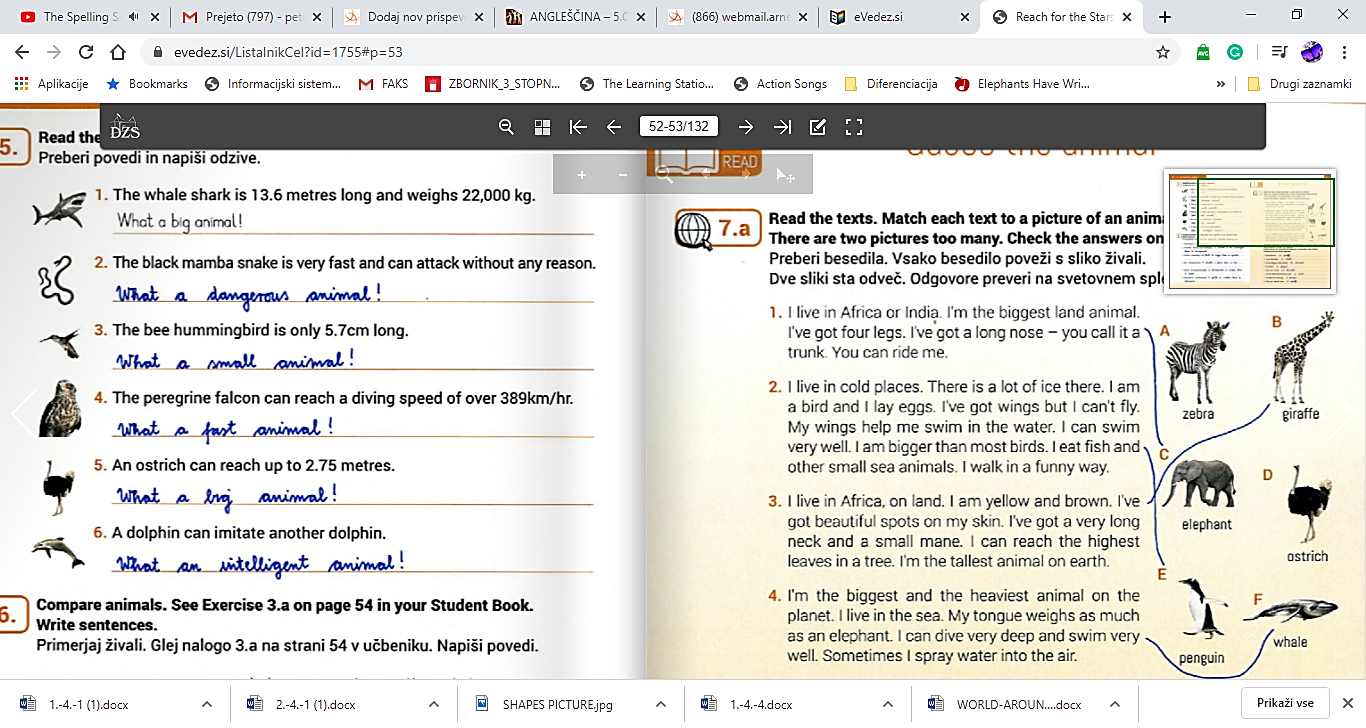 The Spelling S
Prejeto (797) - pet
Dodaj nov prispev
ANGLEŠČINA – 5.
(866) webmail.arne
eVedez.si
Reach for the Stars
evedez.si/ListalnikCel?id=1755#p=53
AVG
Aplikacije
Bookmarks
Informacijski sistem...
FAKS
ZBORNIK_3_STOPN...
The Learning Statio...
Action Songs
Diferenciacija
Elephants Have Wri...
»
Drugi zaznamki
DZS
52-53/132
5.
Read the
Preberi povedi in napiši odzive.
1. The whale shark is 13.6 metres long and weighs 22,000 kg.
What a big animal!
2. The black mamba snake is very fast and can attack without any reason.
What a dangerous animal!
3. The bee hummingbird is only 5.7cm long.
What a small animal!
4. The peregrine falcon can reach a diving speed of over 389km/hr.
What a fast animal!
5. An ostrich can reach up to 2.75 metres.
What a big animal!
6. A dolphin can imitate another dolphin.
What an intelligent animal!
6.
Compare animals. See Exercise 3.a on page 54 in your Student Book.
Write sentences.
Primerjaj živali. Glej nalogo 3.a na strani 54 v učbeniku. Napiši povedi.
READ
7.a
Read the texts. Match each text to a picture of an anima
There are two pictures too many. Check the answers on
Preberi besedila. Vsako besedilo poveži s sliko živali.
Dve sliki sta odveč. Odgovore preveri na svetovnem sple
1. I live in Africa or India. I'm the biggest land animal.
I've got four legs. I've got a long nose – you call it a
trunk. You can ride me.
2. I live in cold places. There is a lot of ice there. I am
a bird and I lay eggs. I've got wings but I can't fly.
My wings help me swim in the water. I can swim
very well. I am bigger than most birds. I eat fish and
other small sea animals. I walk in a funny way.
3. I live in Africa, on land. I am yellow and brown. I've
got beautiful spots on my skin. I've got a very long
neck and a small mane. I can reach the highest
leaves in a tree. I'm the tallest animal on earth.
4. I'm the biggest and the heaviest animal on the
planet. I live in the sea. My tongue weighs as much
as an elephant. I can dive very deep and swim very
well. Sometimes I spray water into the air.
A
zebra
B
giraffe
C
elephant
D
ostrich
E
penguin
F
whale
1.-4.-1 (1).docx
2.-4.-1 (1).docx
SHAPES PICTURE.jpg
1.-4.-4.docx
WORLD-AROUN....docx
Prikaži vse